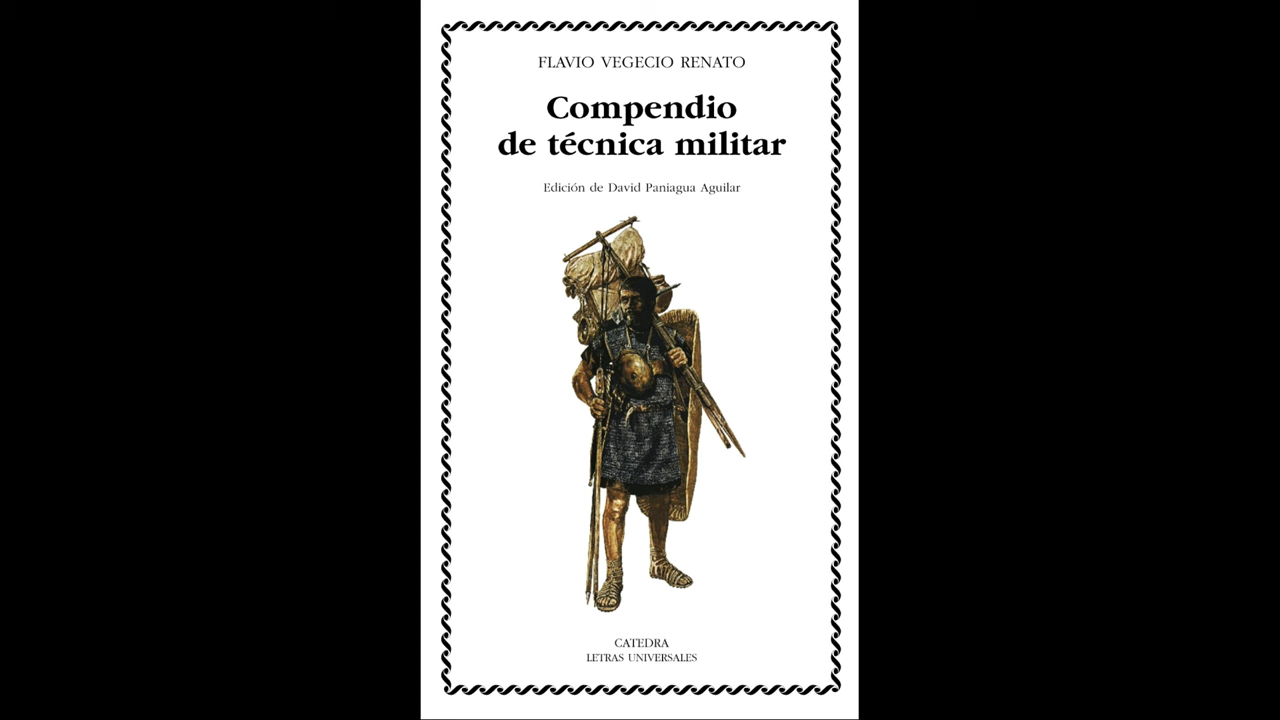 FLAVIO VEGECIO RENATO
Compendio
de técnica militar
Edición de David Paniagua Aguilar
CATEDRA
LETRAS UNIVERSALES